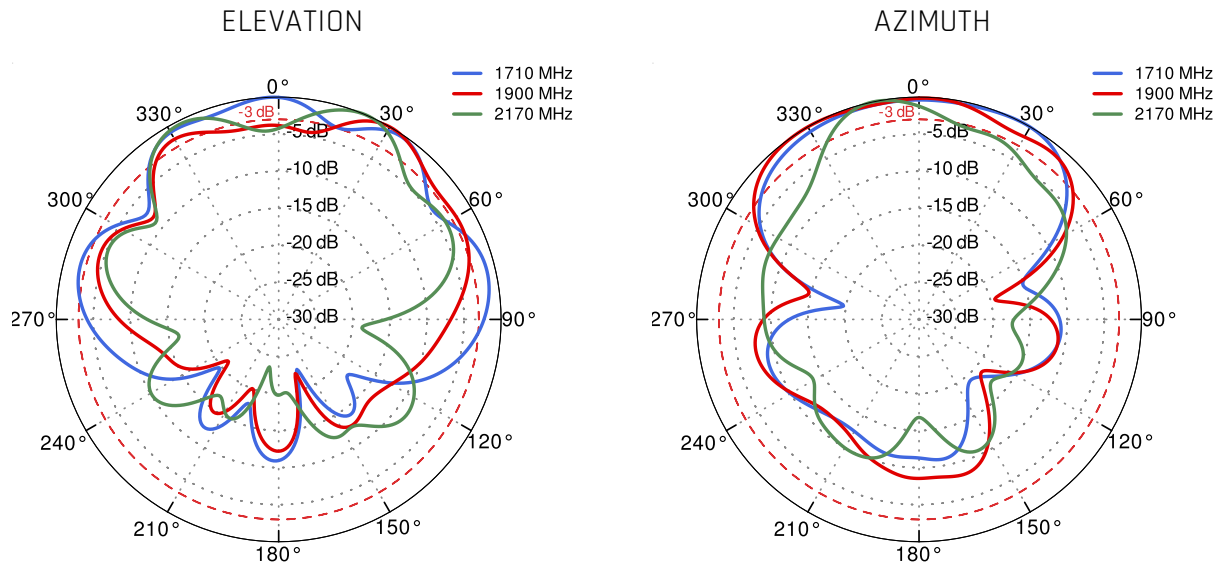 ELEVATION
1710 MHz
1900 MHz
2170 MHz
0°
330°
30°
-3 dB
-5 dB
-10 dB
300°
60°
-15 dB
-20 dB
-25 dB
270°
-30 dB
90°
240°
120°
210°
150°
180°
AZIMUTH
1710 MHz
1900 MHz
2170 MHz
0°
330°
30°
-3 dB
-5 dB
-10 dB
300°
60°
-15 dB
-20 dB
-25 dB
270°
-30 dB
90°
240°
120°
210°
150°
180°